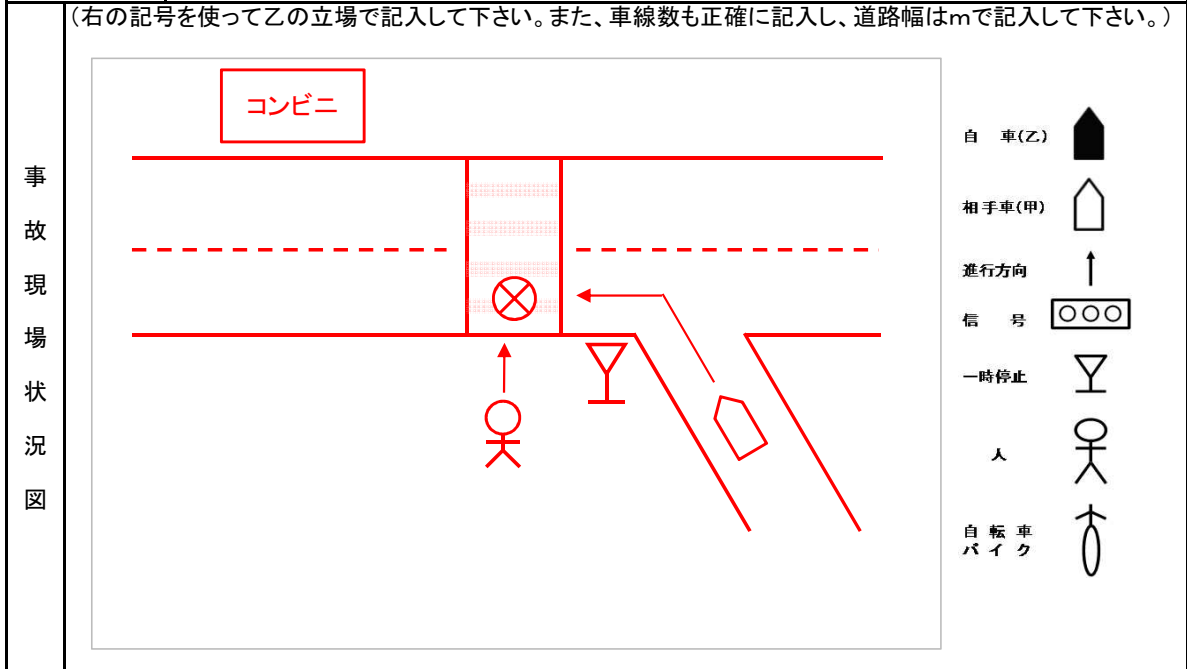 (右の記号を使って乙の立場で記入して下さい。また、車線数も正確に記入し、道路幅はmで記入して下さい。)
事故現場状況図
コンビニ
自 車(乙)
相手車(甲)
進行方向
信 号
一時停止
人
自転車
バイク